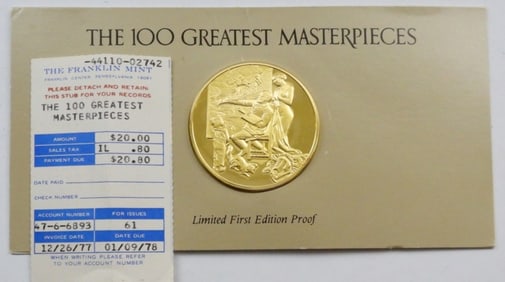 THE 100 GREATEST MASTERPIECES
-44110-02742
THE FRANKLIN MINT
FRANKLIN CENTER, PENNSYLVANIA 19091
PLEASE DETACH AND RETAIN
THIS STUB FOR YOUR RECORDS
THE 100 GREATEST
MASTERPIECES
AMOUNT $20.00
SALES TAX IL .80
PAYMENT DUE $20.80
DATE PAID
CHECK NUMBER
ACCOUNT NUMBER FOR ISSUES
47-6-6893 61
INVOICE DATE DATE DUE
12/26/77 01/09/78
WHEN WRITING PLEASE REFER
TO YOUR ACCOUNT NUMBER
Limited First Edition Proof